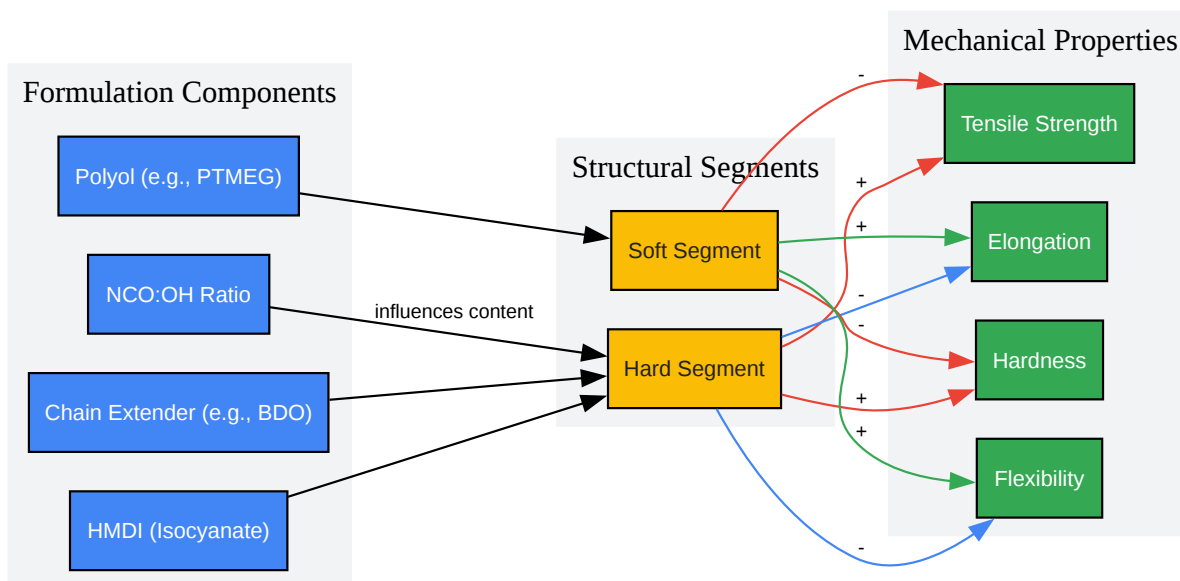 Formulation Components
Polyol (e.g., PTMEG)
NCO:OH Ratio
Chain Extender (e.g., BDO)
HMDI (Isocyanate)
influences content
Structural Segments
Soft Segment
Hard Segment
-
+
+
-
-
+
+
-
Mechanical Properties
Tensile Strength
Elongation
Hardness
Flexibility